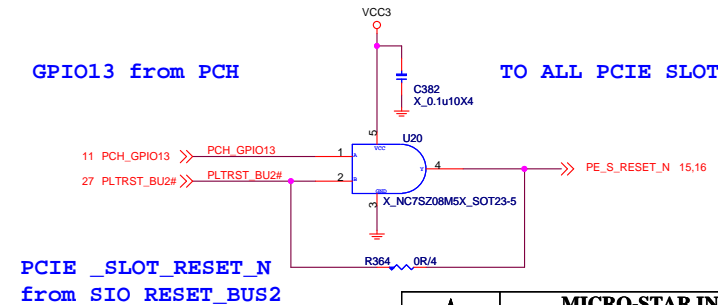 VCC3
GPIO13 from PCH
TO ALL PCIE SLOT
C382
X_0.1u10X4
5
U20
VCC
11 PCH_GPIO13 PCH_GPIO13 1 A
Y 4 PE_S_RESET_N 15,16
27 PLTRST_BU2# PLTRST_BU2# 2 B
GND
3
X_NC7SZ08M5X_SOT23-5
R364 0R/4
PCIE _SLOT_RESET_N
from SIO RESET_BUS2
MICRO-STAR IN